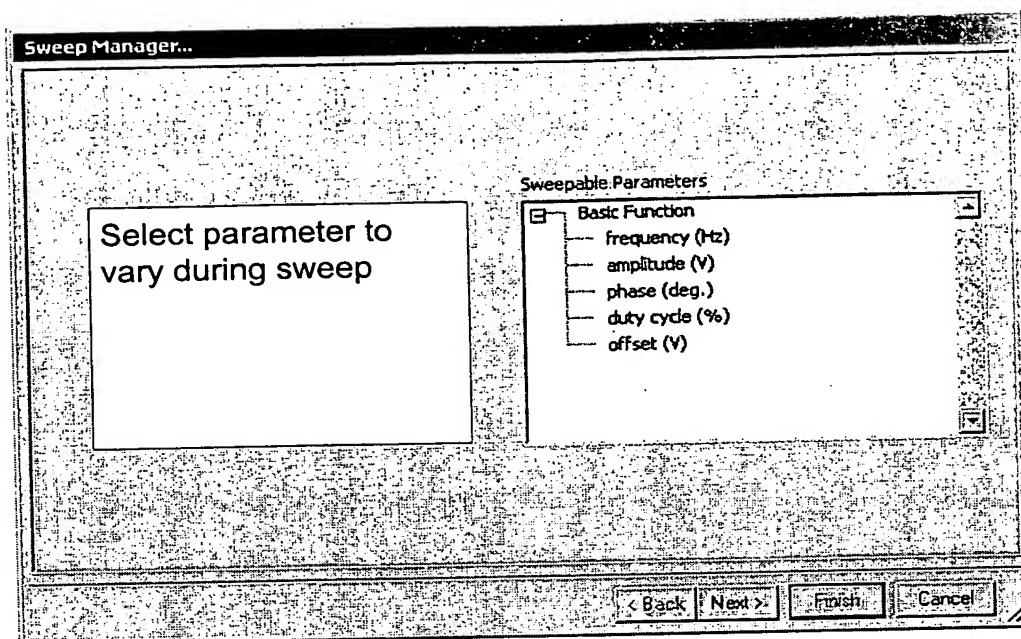 Sweep Manager...
Select parameter to
vary during sweep
Sweepable Parameters
Basic Function
frequency (Hz)
amplitude (V)
phase (deg.)
duty cycle (%)
offset (V)
< Back Next > Finish Cancel